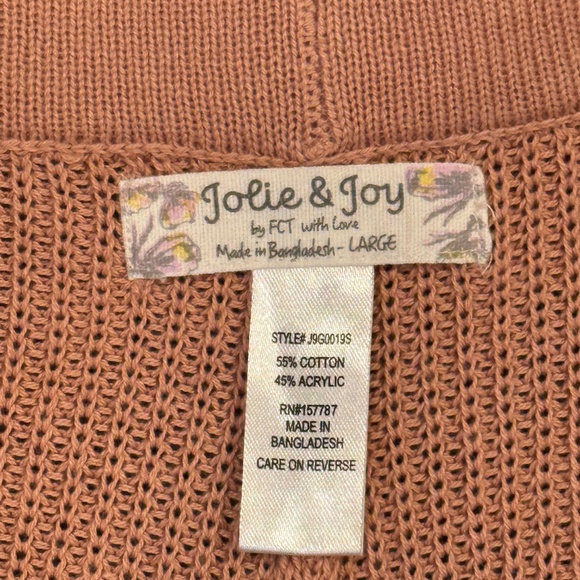 Jolie & Joy
by FCT with Love
Made in Bangladesh - LARGE
STYLE# J9G0019S
55% COTTON
45% ACRYLIC
RN#157787
MADE IN
BANGLADESH
CARE ON REVERSE